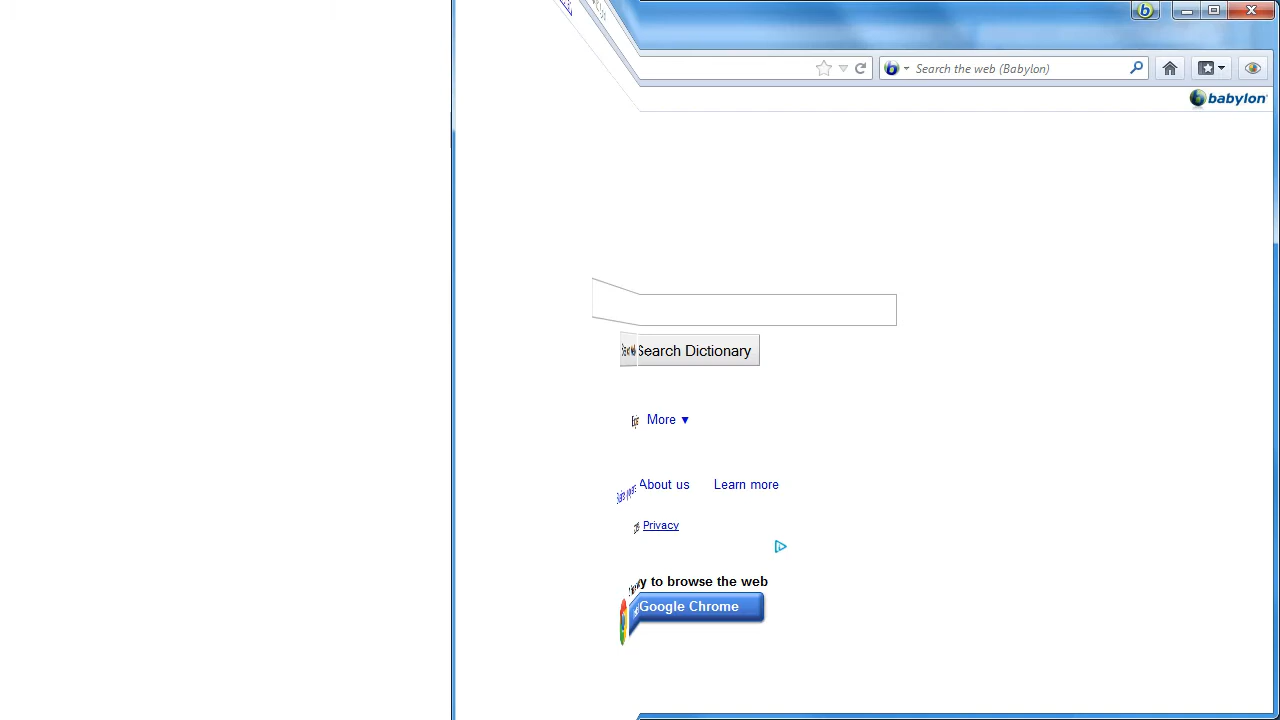 Search the web (Babylon)
babylon
Search Dictionary
More ▼
About us Learn more
Privacy
to browse the web
Google Chrome